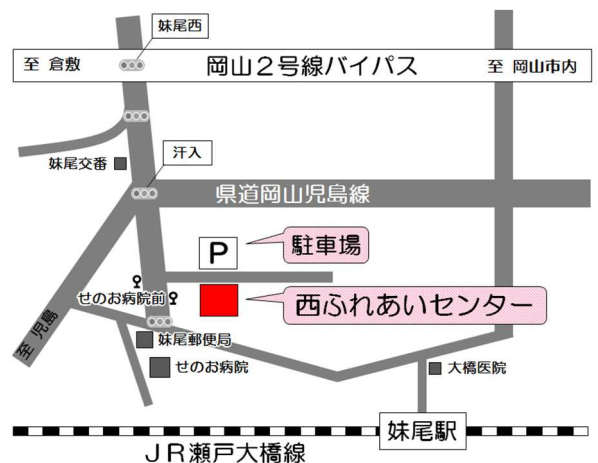 妹尾西
至 倉敷
岡山２号線バイパス
至 岡山市内
妹尾交番
汗入
県道岡山児島線
P
駐車場
せのお病院前
西ふれあいセンター
至 児島
妹尾郵便局
せのお病院
大橋医院
妹尾駅
ＪＲ瀬戸大橋線